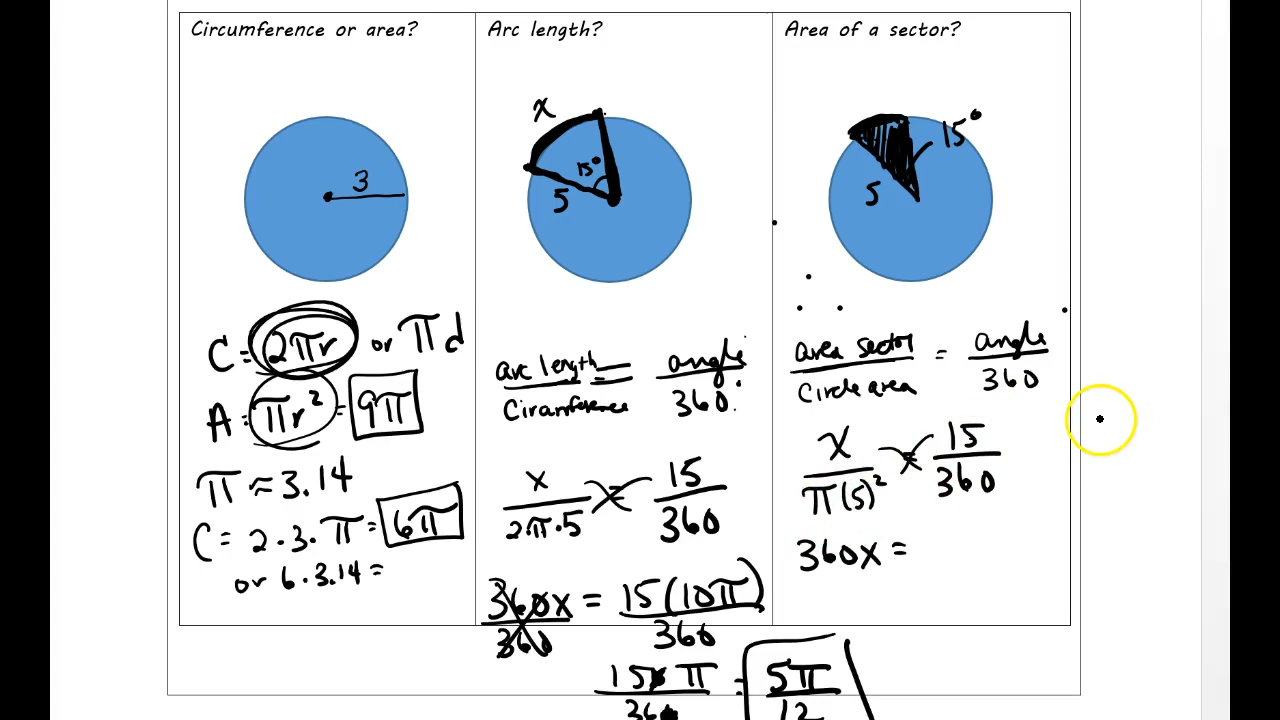 Circumference or area?
3
C = 2πr or πd
A = πr² = 9π
π ≈ 3.14
C = 2·3·π = 6π
or 6·3.14 =
Arc length?
x
15°
5
arc length / Circumference = angle / 360
x / 2·π·5 = 15 / 360
360x / 360 = 15(10π) / 360
150π / 360 = 5π / 12
Area of a sector?
15°
5
area sector / Circle area = angle / 360
x / π(5)² = 15 / 360
360x =